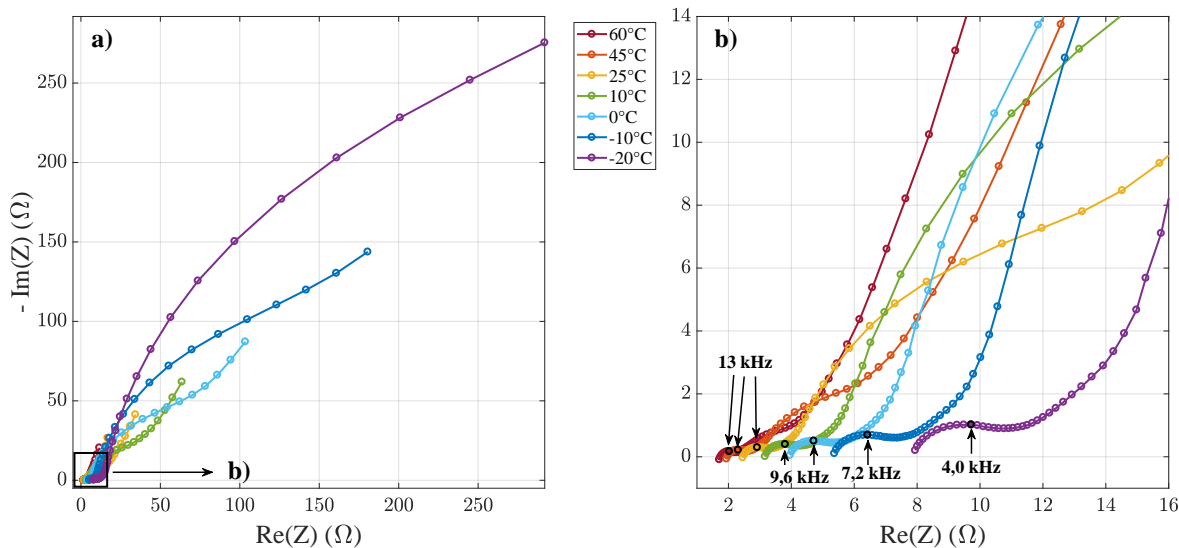 a)
250
200
150
100
50
0
- Im(Z) (Ω)
0 50 100 150 200 250
Re(Z) (Ω)
b)
60°C
45°C
25°C
10°C
0°C
-10°C
-20°C
b)
14
12
10
8
6
4
2
0
13 kHz
9,6 kHz
7,2 kHz
4,0 kHz
2 4 6 8 10 12 14 16
Re(Z) (Ω)